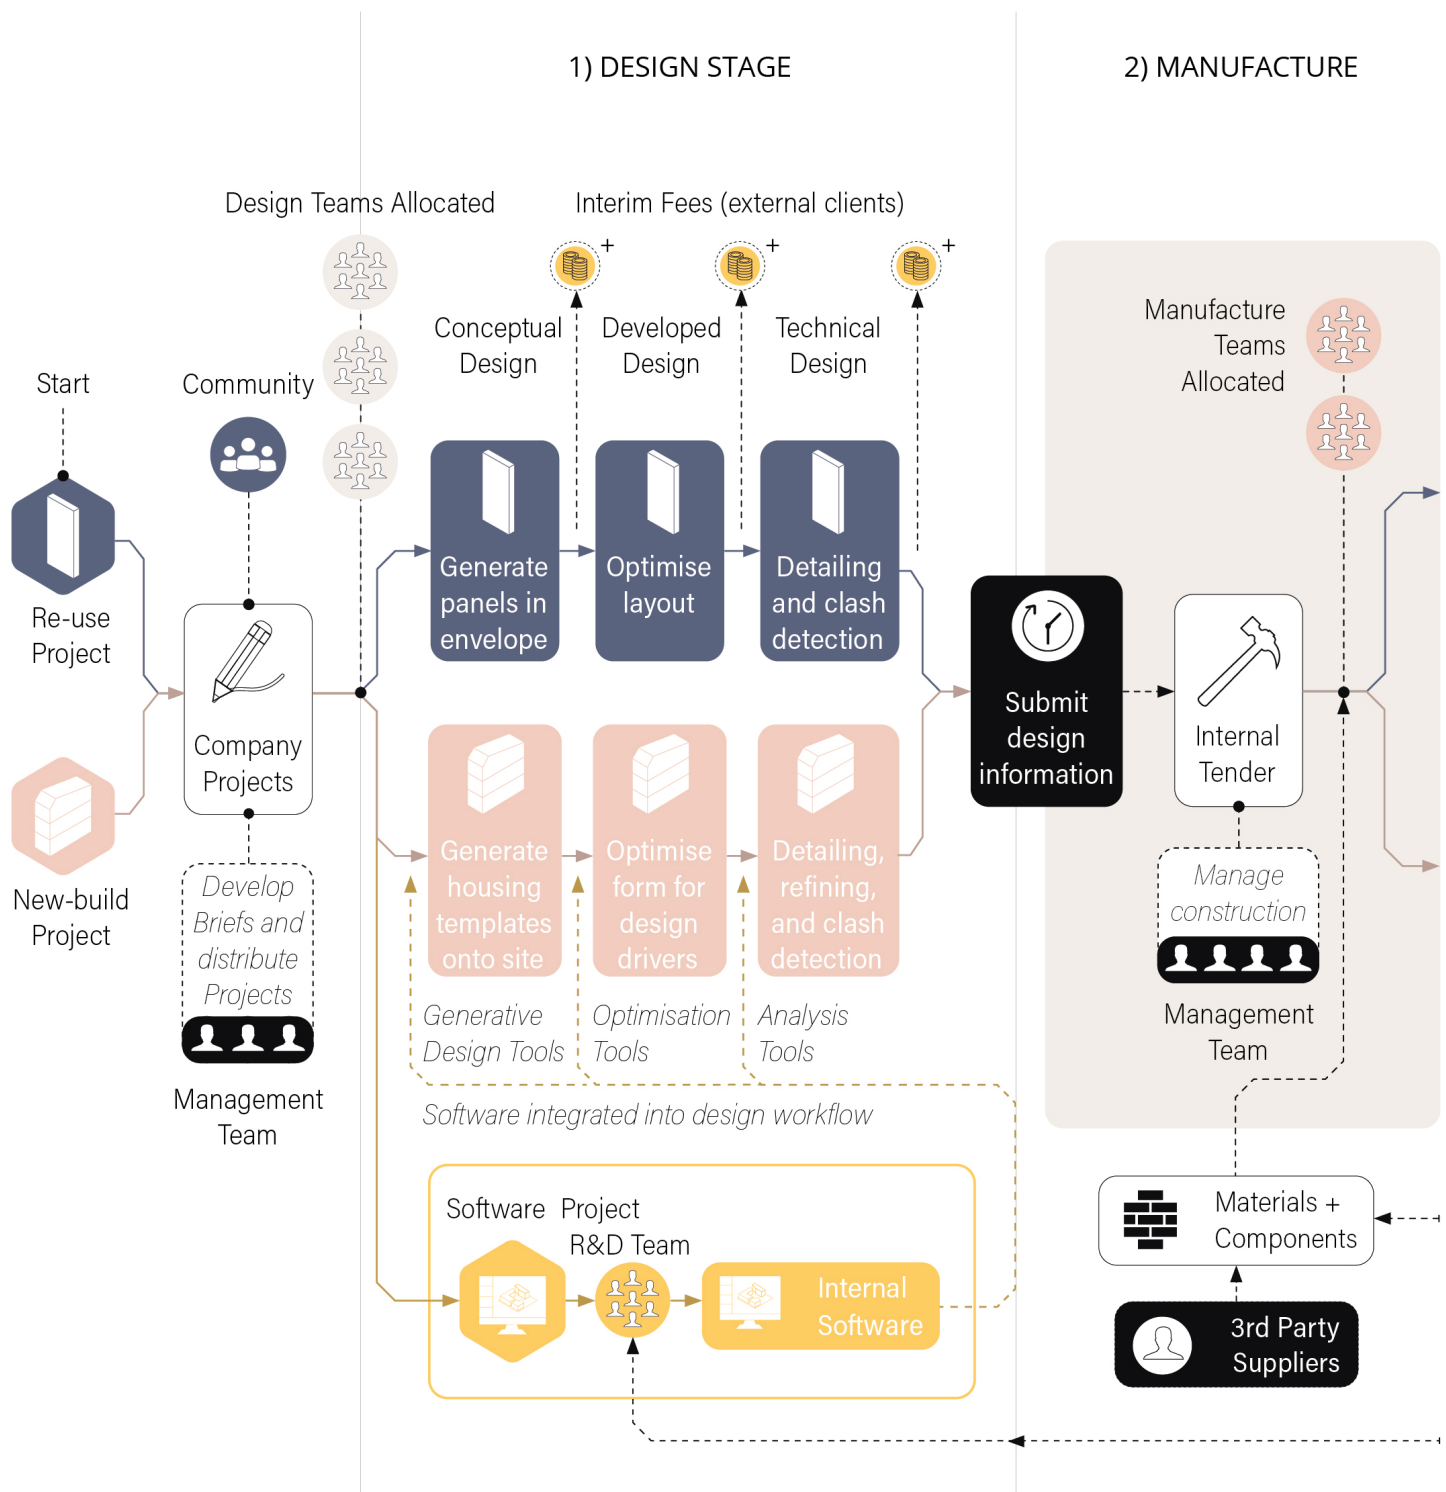 1) DESIGN STAGE
2) MANUFACTURE
Design Teams Allocated
Interim Fees (external clients)
+
+
+
Conceptual
Design
Developed
Design
Technical
Design
Manufacture
Teams
Allocated
Start
Community
Re-use
Project
Generate
panels in
envelope
Optimise
layout
Detailing
and clash
detection
Company
Projects
Submit
design
information
Internal
Tender
New-build
Project
Generate
housing
templates
onto site
Optimise
form for
design
drivers
Detailing,
refining,
and clash
detection
Develop
Briefs and
distribute
Projects
Management
Team
Manage
construction
Management
Team
Generative
Design Tools
Optimisation
Tools
Analysis
Tools
Software integrated into design workflow
Software Project
R&D Team
Internal
Software
Materials +
Components
3rd Party
Suppliers